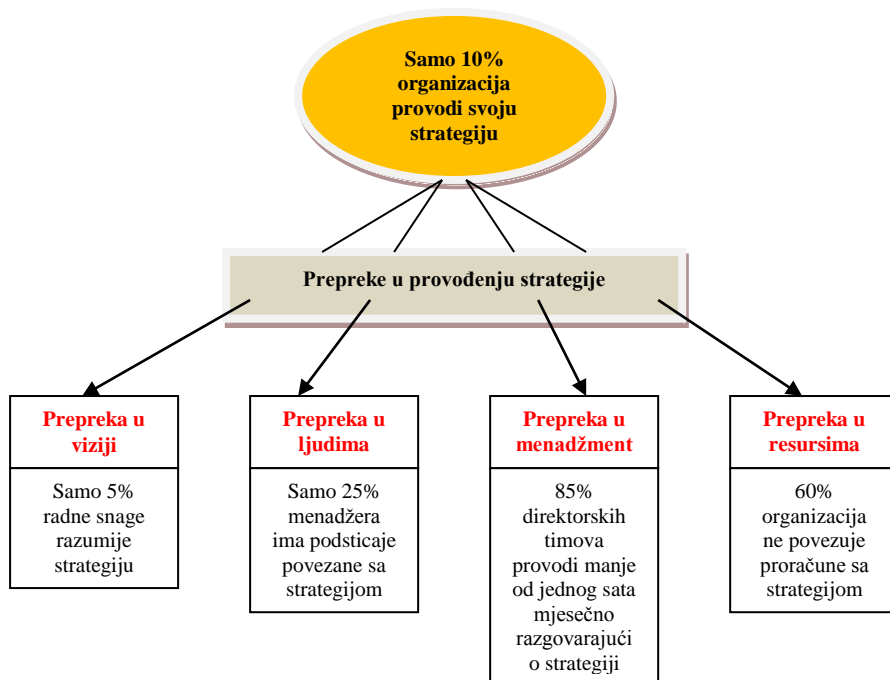 Samo 10%
organizacija
provodi svoju
strategiju
Prepreke u provođenju strategije
Prepreka u
viziji
Samo 5%
radne snage
razumije
strategiju
Prepreka u
ljudima
Samo 25%
menadžera
ima podsticaje
povezane sa
strategijom
Prepreka u
menadžment
85%
direktorskih
timova
provodi manje
od jednog sata
mjesečno
razgovarajući
o strategiji
Prepreka u
resursima
60%
organizacija
ne povezuje
proračune sa
strategijom